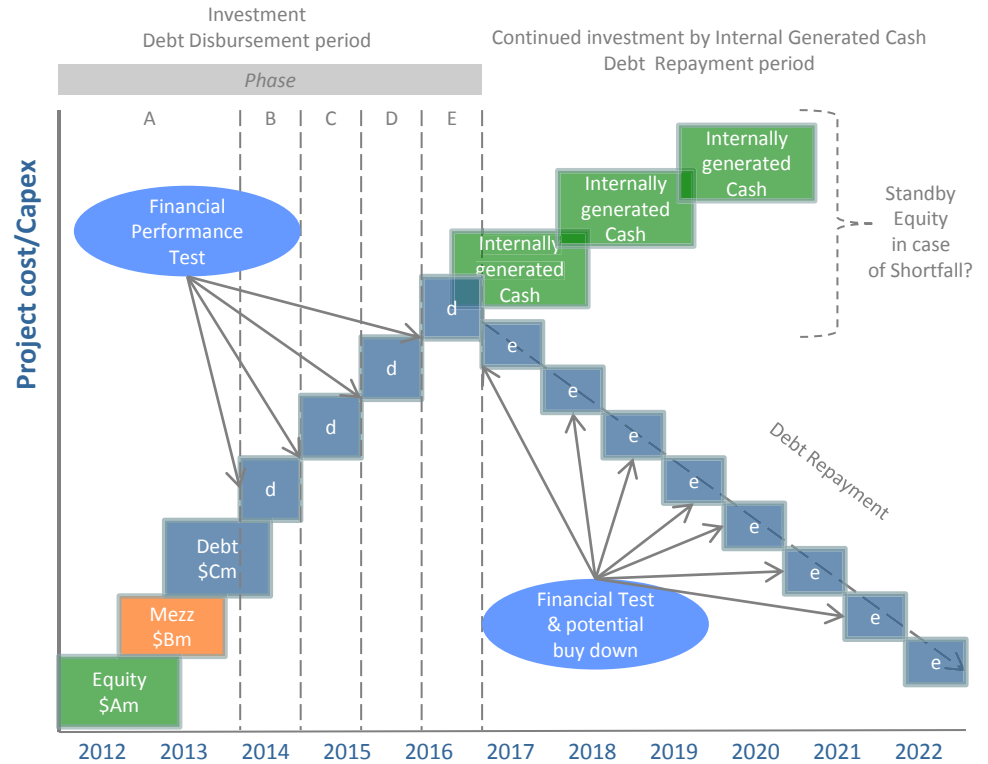 Investment
Debt Disbursement period
Continued investment by Internal Generated Cash
Debt Repayment period
Phase
A
B
C
D
E
Project cost/Capex
Financial
Performance
Test
Internally
generated
Cash
Internally
generated
Cash
Internally
generated
Cash
Standby
Equity
in case
of Shortfall?
d
d
d
d
Debt
$Cm
Mezz
$Bm
Equity
$Am
e
e
e
e
e
e
e
e
Debt Repayment
Financial Test
& potential
buy down
2012 2013 2014 2015 2016 2017 2018 2019 2020 2021 2022